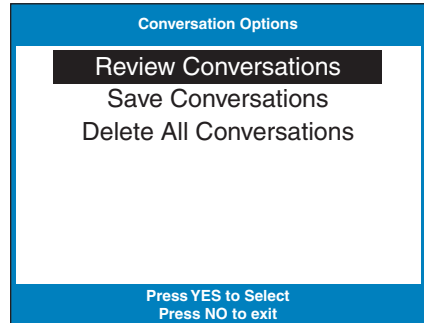 Conversation Options
Review Conversations
Save Conversations
Delete All Conversations
Press YES to Select
Press NO to exit